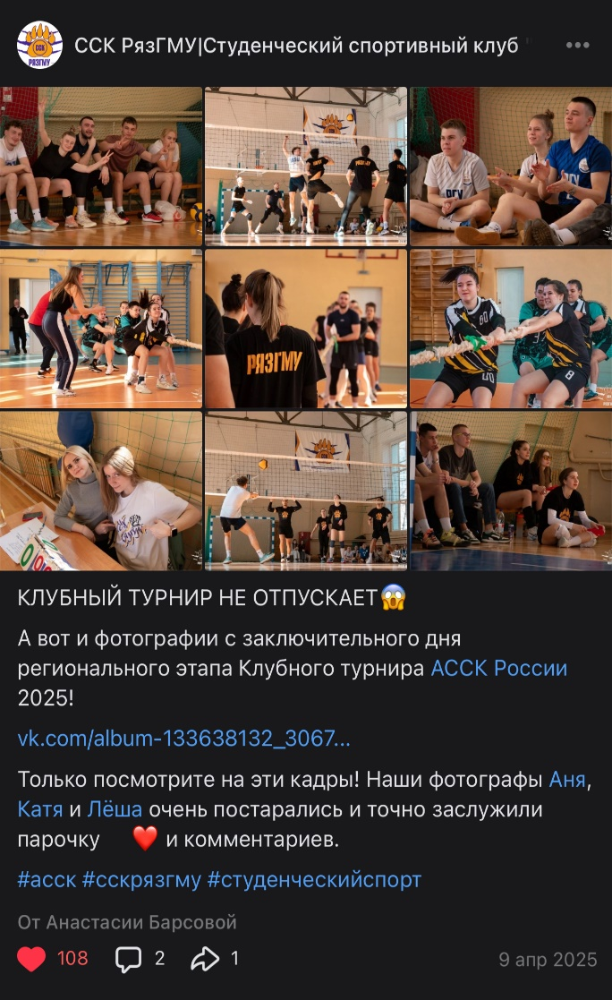 ССК
РЯЗГМУ
ССК РязГМУ|Студенческий спортивный клуб
РЯЗГМУ
60
8
КЛУБНЫЙ ТУРНИР НЕ ОТПУСКАЕТ😱
А вот и фотографии с заключительного дня
регионального этапа Клубного турнира АССК России
2025!
vk.com/album-133638132_3067...
Только посмотрите на эти кадры! Наши фотографы Аня,
Катя и Лёша очень постарались и точно заслужили
парочку ❤️ и комментариев.
#асск #сскрязгму #студенческийспорт
От Анастасии Барсовой
108 2 1 9 апр 2025